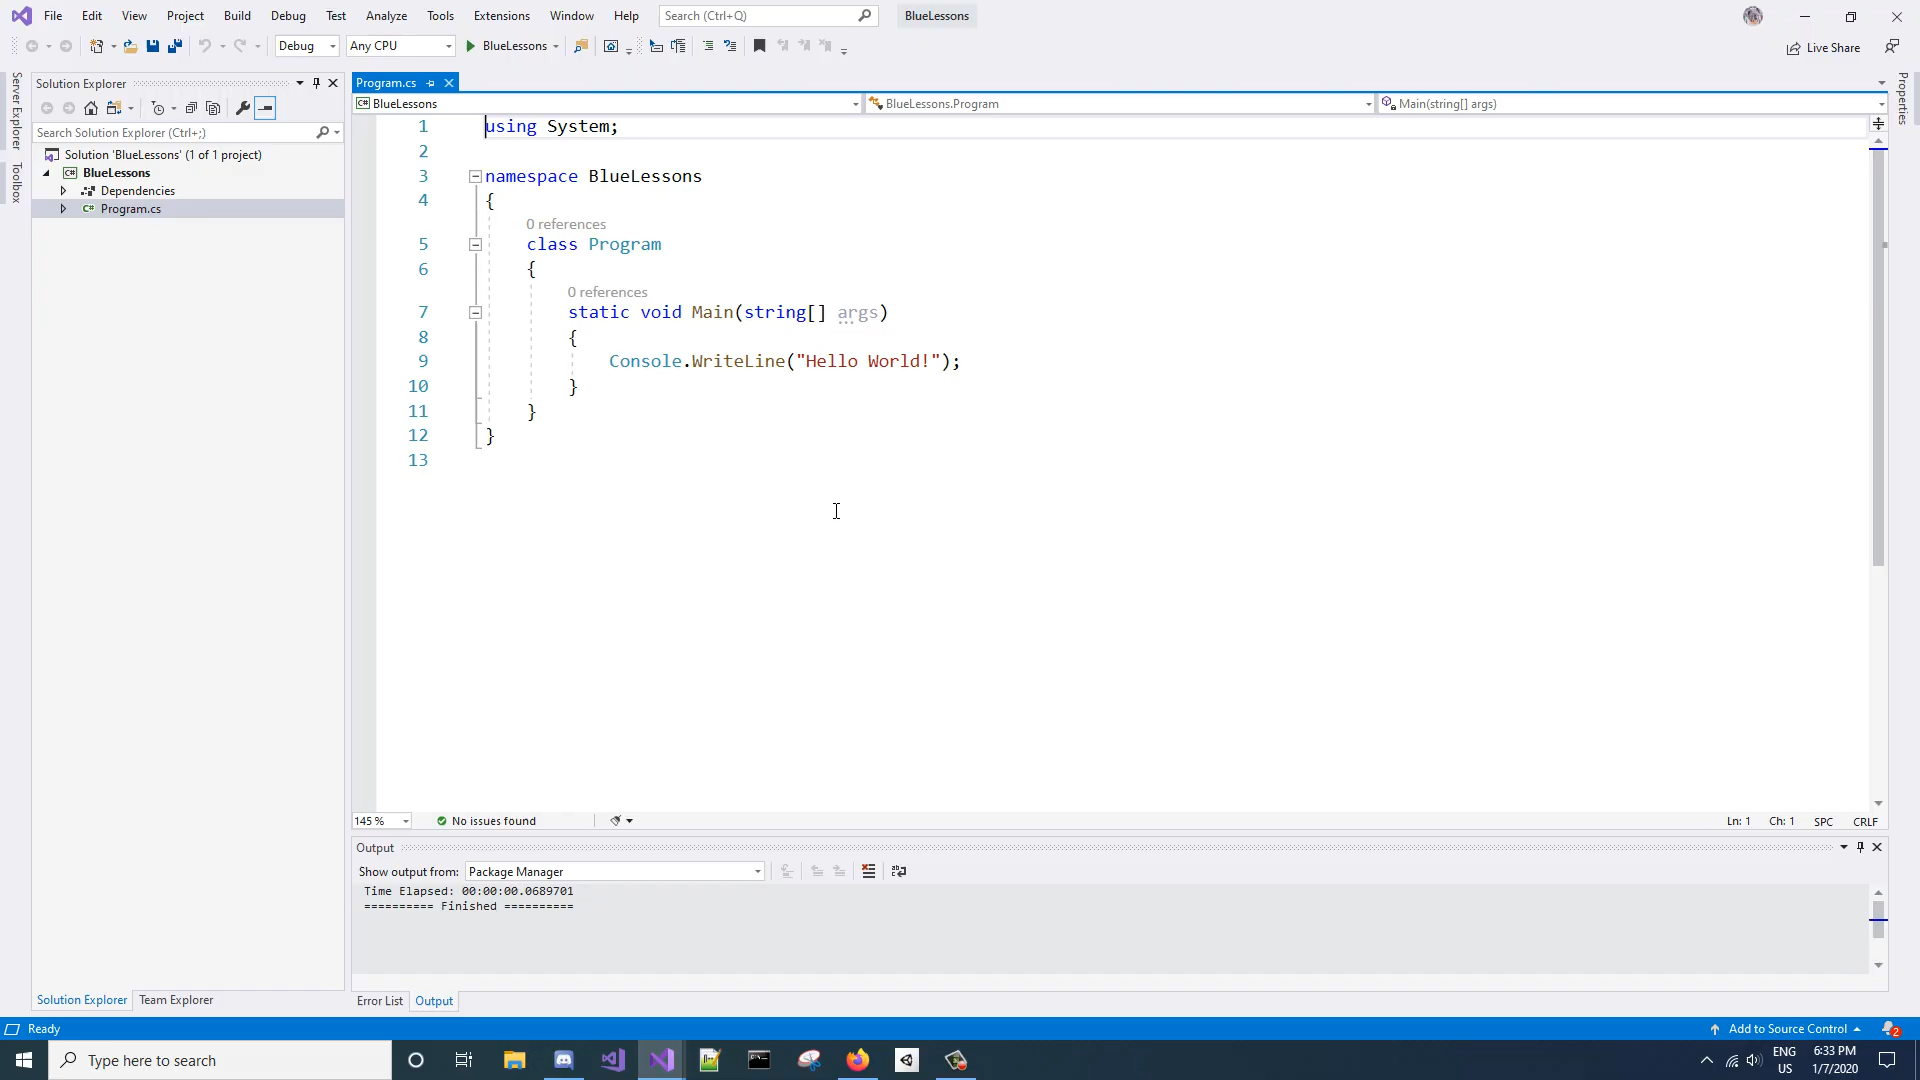 File Edit View Project Build Debug Test Analyze Tools Extensions Window Help Search (Ctrl+Q) BlueLessons
Debug Any CPU BlueLessons Live Share
Server Explorer
Toolbox
Solution Explorer
Search Solution Explorer (Ctrl+;)
Solution 'BlueLessons' (1 of 1 project)
C# BlueLessons
Dependencies
C# Program.cs
Solution Explorer Team Explorer
Program.cs
C# BlueLessons BlueLessons.Program Main(string[] args)
1 using System;
2
3 namespace BlueLessons
4 {
0 references
5 class Program
6 {
0 references
7 static void Main(string[] args)
8 {
9 Console.WriteLine("Hello World!");
10 }
11 }
12 }
13
145 % No issues found Ln: 1 Ch: 1 SPC CRLF
Output
Show output from: Package Manager
Time Elapsed: 00:00:00.0689701
========== Finished ==========
Error List Output
Properties
Ready Add to Source Control 2
Type here to search ENG US 6:33 PM 1/7/2020